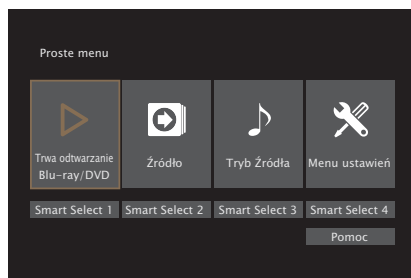 Proste menu
Trwa odtwarzanie
Blu-ray/DVD
Źródło
Tryb Źródła
Menu ustawień
Smart Select 1
Smart Select 2
Smart Select 3
Smart Select 4
Pomoc